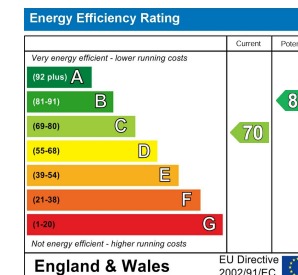 Energy Efficiency Rating
Current
Very energy efficient - lower running costs
(92 plus) A
(81-91) B
(69-80) C
70
(55-68) D
(39-54) E
(21-38) F
(1-20) G
Not energy efficient - higher running costs
England & Wales
EU Directive
2002/91/EC